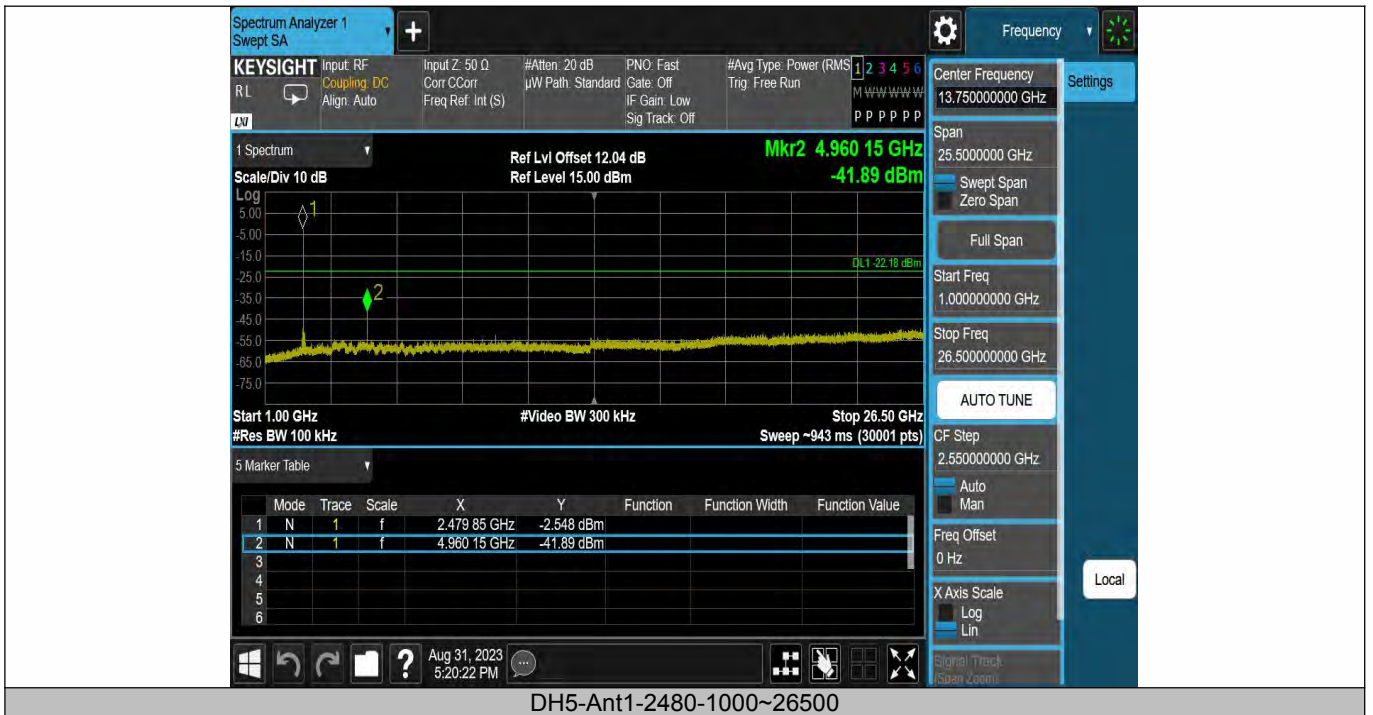 Spectrum Analyzer 1
Swept SA
+
Frequency
KEYSIGHT
RL
LXI
Input: RF
Coupling: DC
Align: Auto
Input Z: 50 Ω
Corr CCorr
Freq Ref: Int (S)
#Atten: 20 dB
µW Path: Standard
PNO: Fast
Gate: Off
IF Gain: Low
Sig Track: Off
#Avg Type: Power (RMS
Trig: Free Run
1 2 3 4 5 6
M W W W W W
P P P P P P
1 Spectrum
Scale/Div 10 dB
Ref Lvl Offset 12.04 dB
Ref Level 15.00 dBm
Mkr2 4.960 15 GHz
-41.89 dBm
Log
5.00
-5.00
-15.0
-25.0
-35.0
-45.0
-55.0
-65.0
-75.0
1
2
DL1 -22.18 dBm
Start 1.00 GHz
#Res BW 100 kHz
#Video BW 300 kHz
Stop 26.50 GHz
Sweep ~943 ms (30001 pts)
5 Marker Table
Mode Trace Scale X Y Function Function Width Function Value
1 N 1 f 2.479 85 GHz -2.548 dBm
2 N 1 f 4.960 15 GHz -41.89 dBm
3
4
5
6
Aug 31, 2023
5:20:22 PM
Center Frequency
13.750000000 GHz
Settings
Span
25.5000000 GHz
Swept Span
Zero Span
Full Span
Start Freq
1.000000000 GHz
Stop Freq
26.500000000 GHz
AUTO TUNE
CF Step
2.550000000 GHz
Auto
Man
Freq Offset
0 Hz
X Axis Scale
Log
Lin
Signal Track
(Span Zoom)
Local
DH5-Ant1-2480-1000~26500